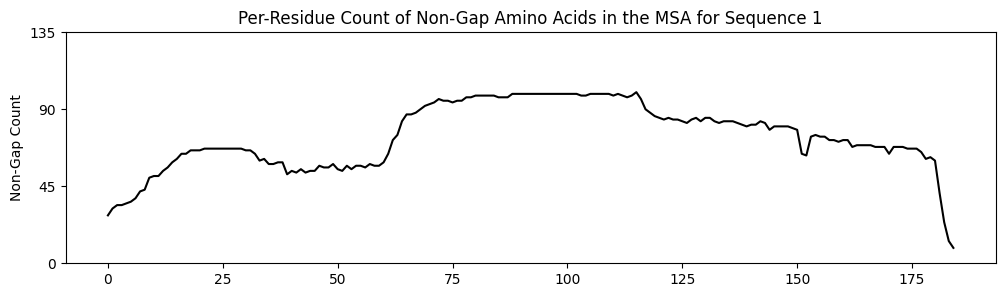 Per-Residue Count of Non-Gap Amino Acids in the MSA for Sequence 1
Non-Gap Count
135
90
45
0
0 25 50 75 100 125 150 175